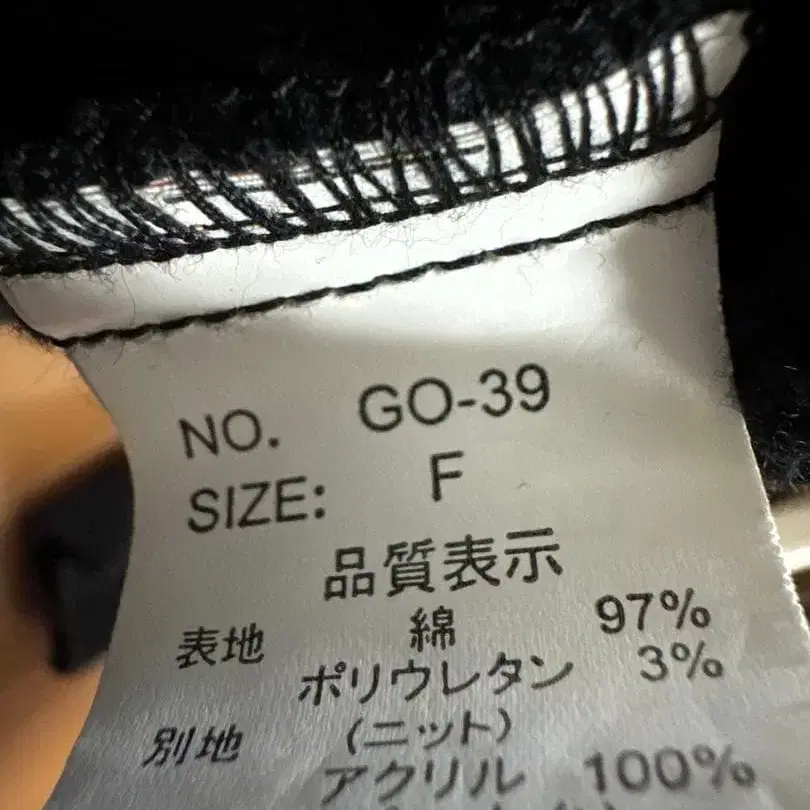 NO. GO-39
SIZE: F
品質表示
表地 綿 97%
ポリウレタン 3%
別地 (ニット)
アクリル 100%